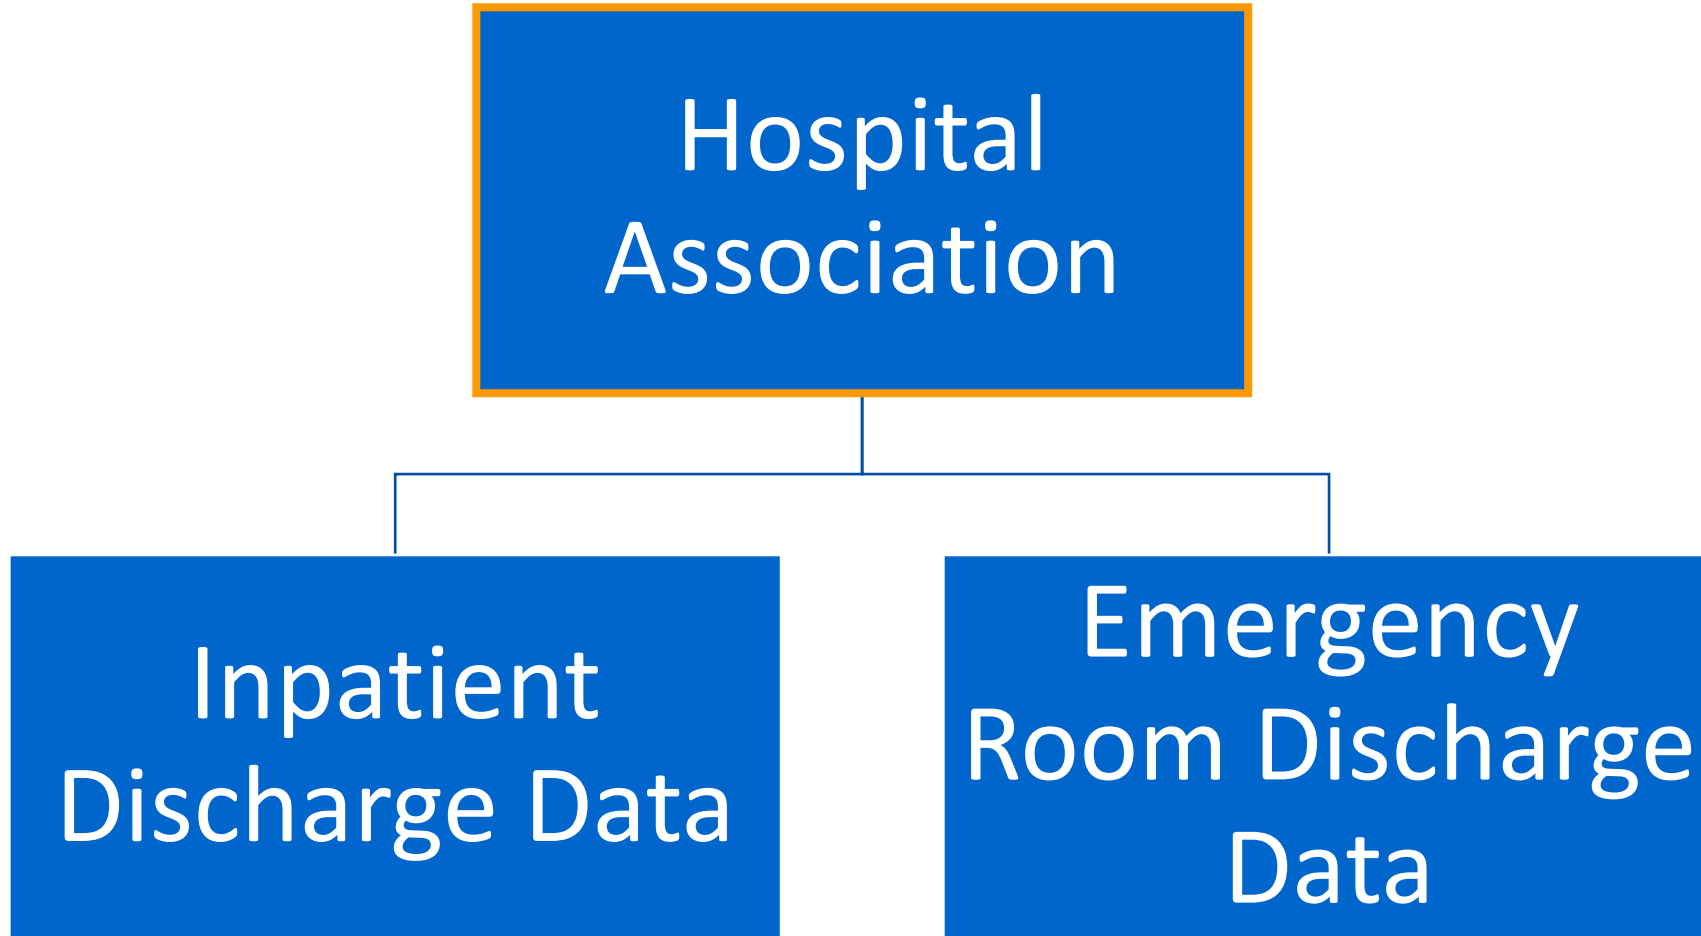 Hospital
Association
Inpatient
Discharge Data
Emergency
Room Discharge
Data